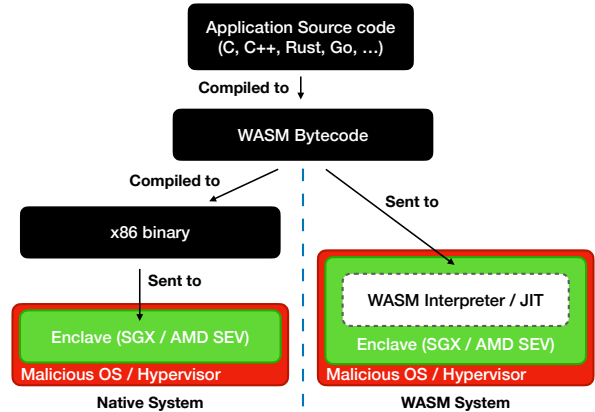 Application Source code
(C, C++, Rust, Go, ...)
Compiled to
WASM Bytecode
Compiled to
Sent to
x86 binary
Sent to
WASM Interpreter / JIT
Enclave (SGX / AMD SEV)
Enclave (SGX / AMD SEV)
Malicious OS / Hypervisor
Malicious OS / Hypervisor
Native System
WASM System